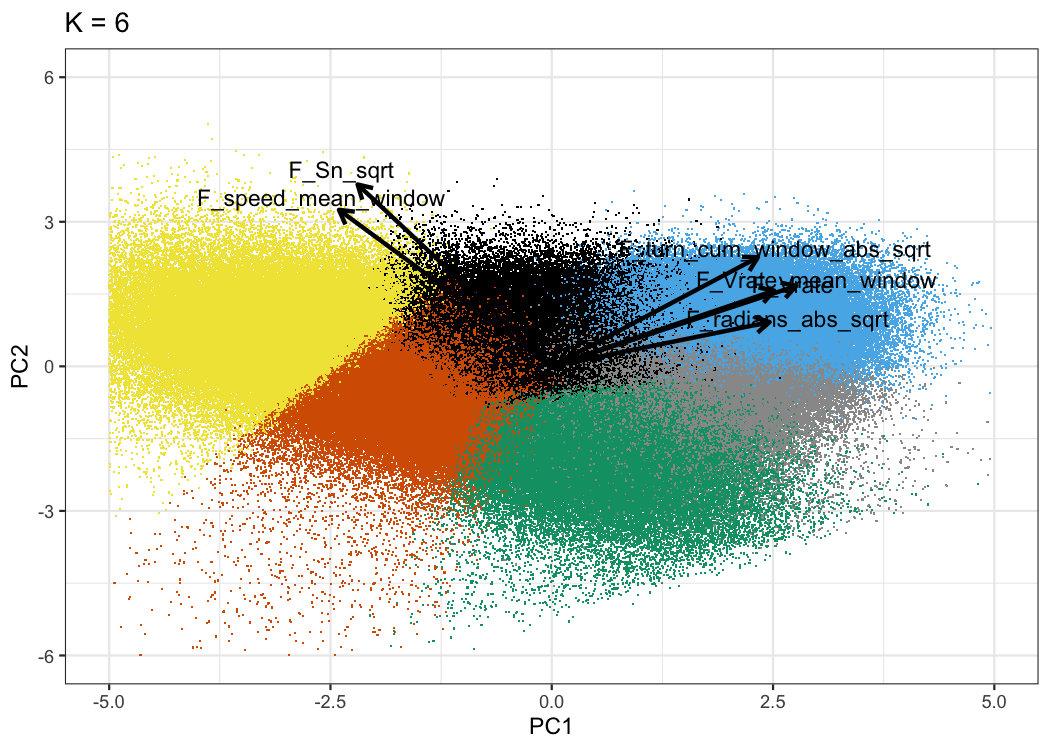 K = 6
6
3
0
-3
-6
PC2
F_Sn_sqrt
F_speed_mean_window
F_turn_cum_window_abs_sqrt
F_Vrate_mean_window
F_radians_abs_sqrt
-5.0
-2.5
0.0
2.5
5.0
PC1